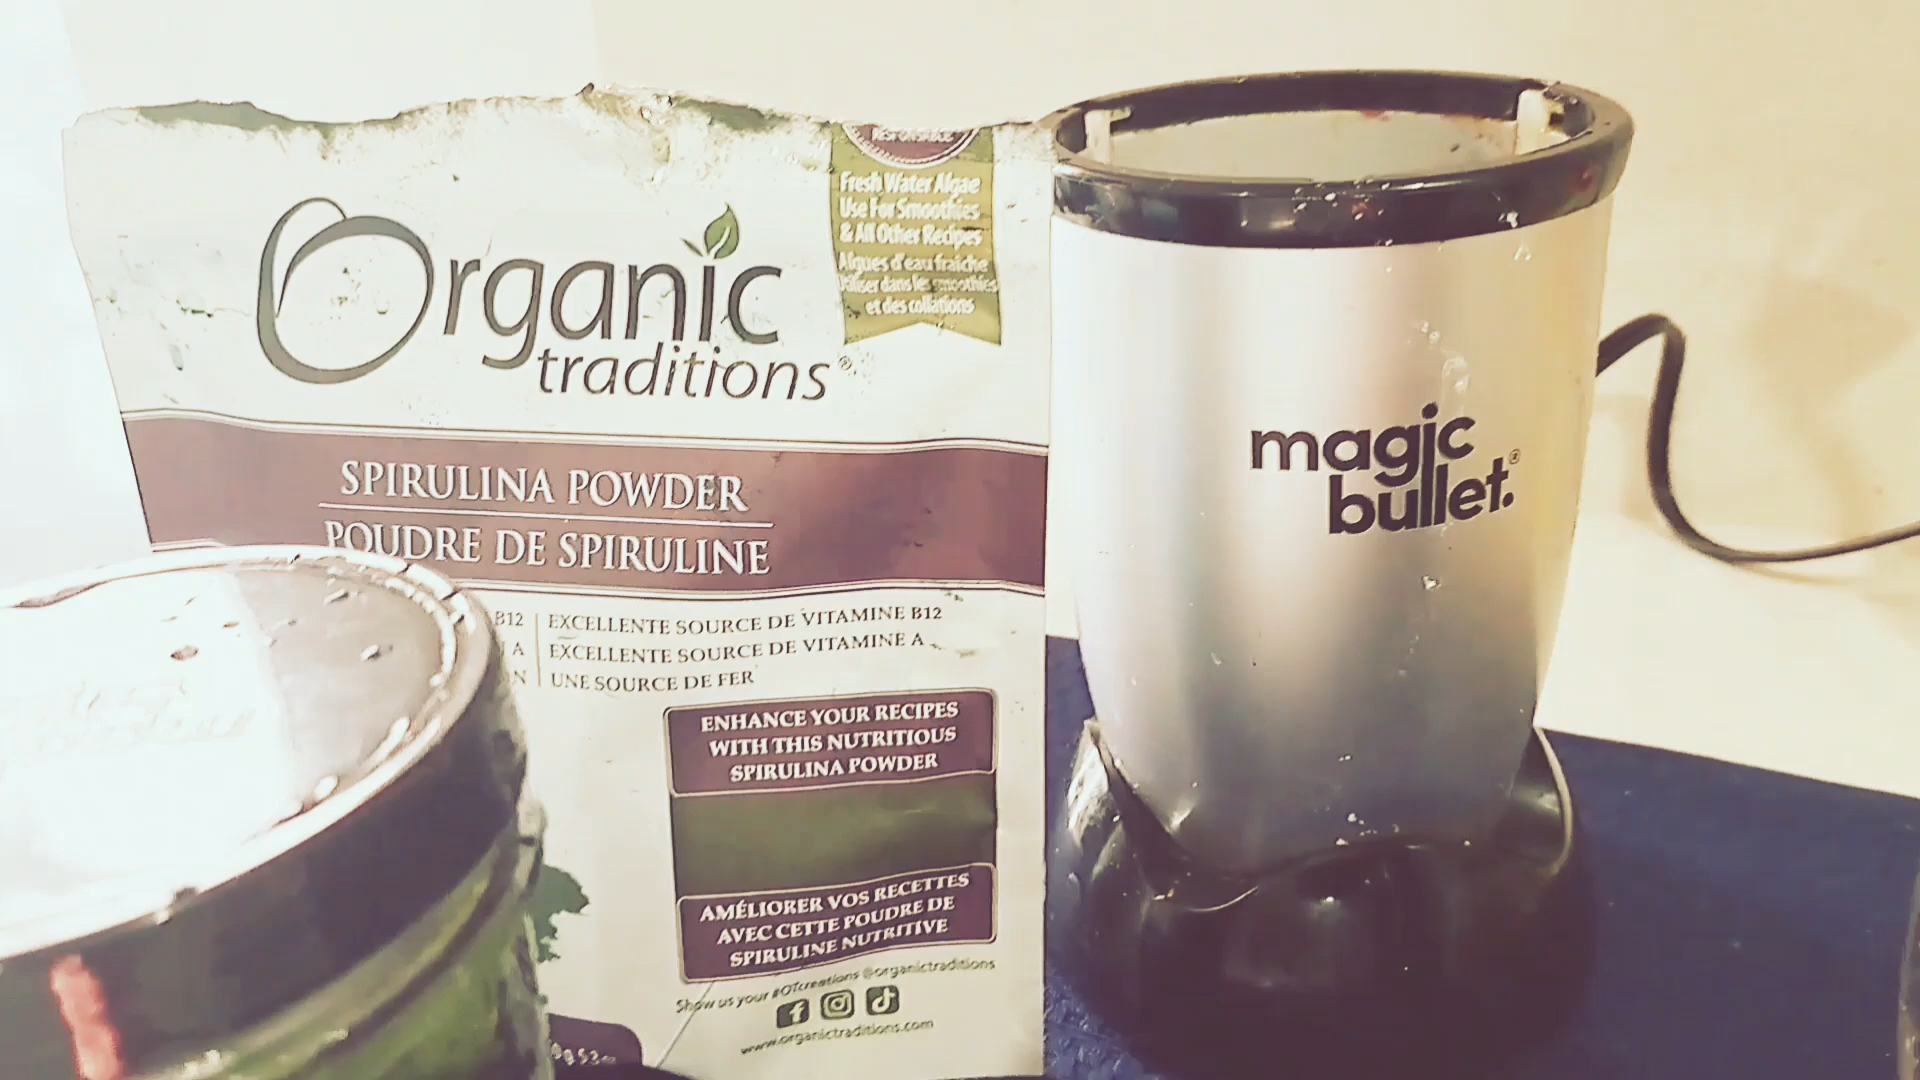 RESPONSABLE
Fresh Water Algae
Use For Smoothies
& All Other Recipes
Algues d'eau fraîche
Utiliser dans les smoothies
et des collations
Organic
traditions®
SPIRULINA POWDER
POUDRE DE SPIRULINE
B12 | EXCELLENTE SOURCE DE VITAMINE B12
A | EXCELLENTE SOURCE DE VITAMINE A
N | UNE SOURCE DE FER
ENHANCE YOUR RECIPES
WITH THIS NUTRITIOUS
SPIRULINA POWDER
AMÉLIORER VOS RECETTES
AVEC CETTE POUDRE DE
SPIRULINE NUTRITIVE
Show us your #OTcreations @organictraditions
www.organictraditions.com
magic
bullet.®